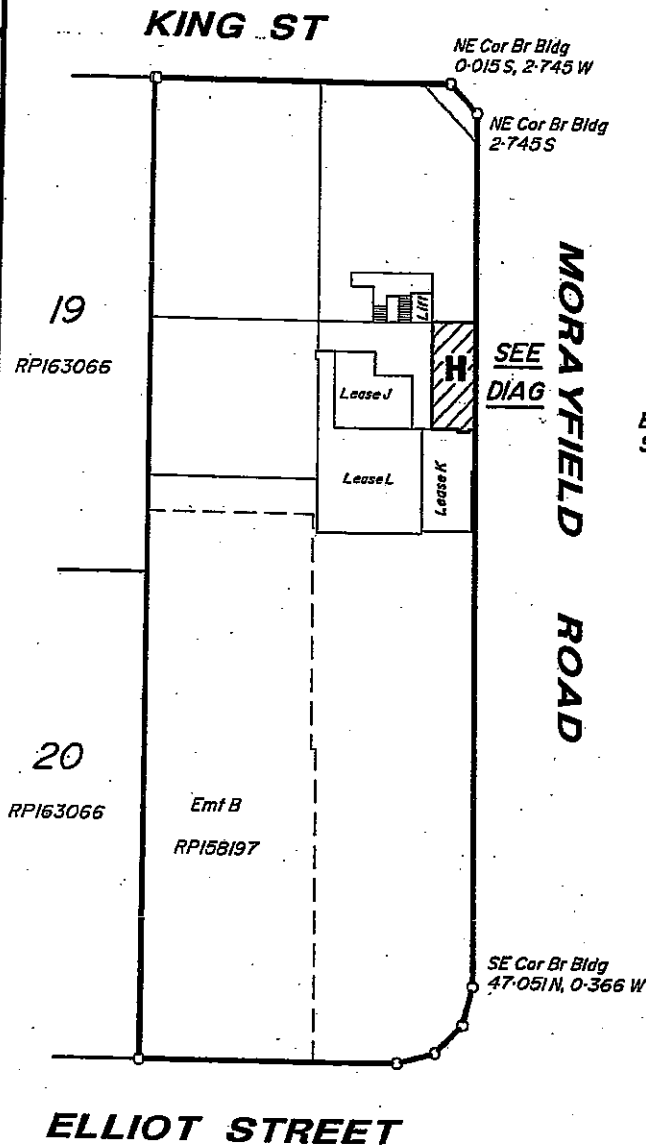 KING ST
NE Cor Br Bldg
0·015 S, 2·745 W
NE Cor Br Bldg
2·745 S
19
RP163066
Lift
H
SEE
DIAG
MORAYFIELD ROAD
Lease J
Lease L
Lease K
20
RP163066
Emt B
RP158197
SE Cor Br Bldg
47·051 N, 0·366 W
ELLIOT STREET